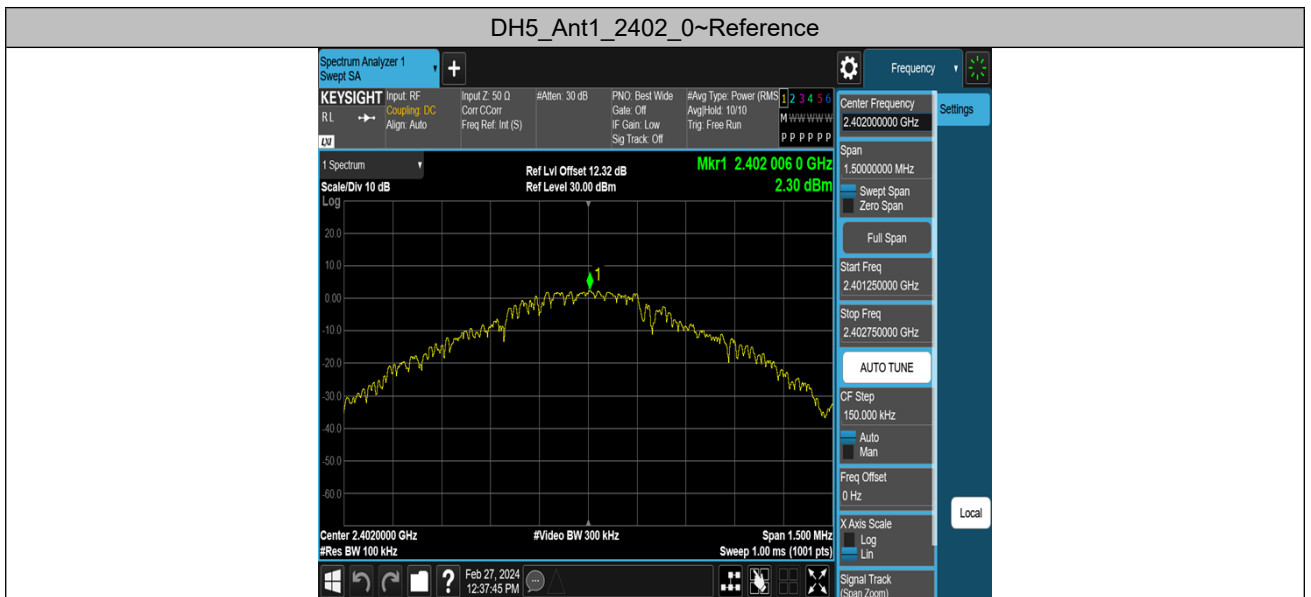 DH5_Ant1_2402_0~Reference
Spectrum Analyzer 1
Swept SA
+
Frequency
KEYSIGHT
RL
LXI
Input: RF
Coupling: DC
Align: Auto
Input Z: 50 Ω
Corr CCorr
Freq Ref: Int (S)
#Atten: 30 dB
PNO: Best Wide
Gate: Off
IF Gain: Low
Sig Track: Off
#Avg Type: Power (RMS
Avg|Hold: 10/10
Trig: Free Run
1 2 3 4 5 6
M W W W W W
P P P P P P
1 Spectrum
Scale/Div 10 dB
Log
Ref Lvl Offset 12.32 dB
Ref Level 30.00 dBm
Mkr1 2.402 006 0 GHz
2.30 dBm
20.0
10.0
0.00
-10.0
-20.0
-30.0
-40.0
-50.0
-60.0
1
Center 2.4020000 GHz
#Res BW 100 kHz
#Video BW 300 kHz
Span 1.500 MHz
Sweep 1.00 ms (1001 pts)
Feb 27, 2024
12:37:45 PM
?
Center Frequency
2.402000000 GHz
Settings
Span
1.50000000 MHz
Swept Span
Zero Span
Full Span
Start Freq
2.401250000 GHz
Stop Freq
2.402750000 GHz
AUTO TUNE
CF Step
150.000 kHz
Auto
Man
Freq Offset
0 Hz
X Axis Scale
Log
Lin
Local
Signal Track
(Span Zoom)